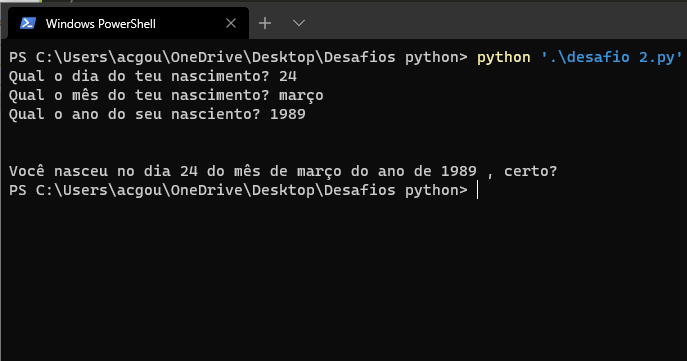 Windows PowerShell
PS C:\Users\acgou\OneDrive\Desktop\Desafios python> python '.\desafio 2.py'
Qual o dia do teu nascimento? 24
Qual o mês do teu nascimento? março
Qual o ano do seu nasciento? 1989
Você nasceu no dia 24 do mês de março do ano de 1989 , certo?
PS C:\Users\acgou\OneDrive\Desktop\Desafios python>